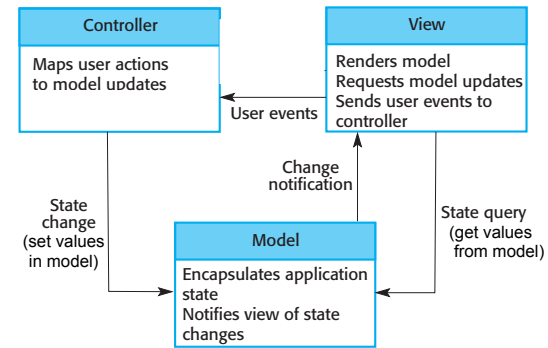 Controller
Maps user actions
to model updates
View
Renders model
Requests model updates
Sends user events to
controller
User events
Change
notification
State
change
(set values
in model)
State query
(get values
from model)
Model
Encapsulates application
state
Notifies view of state
changes